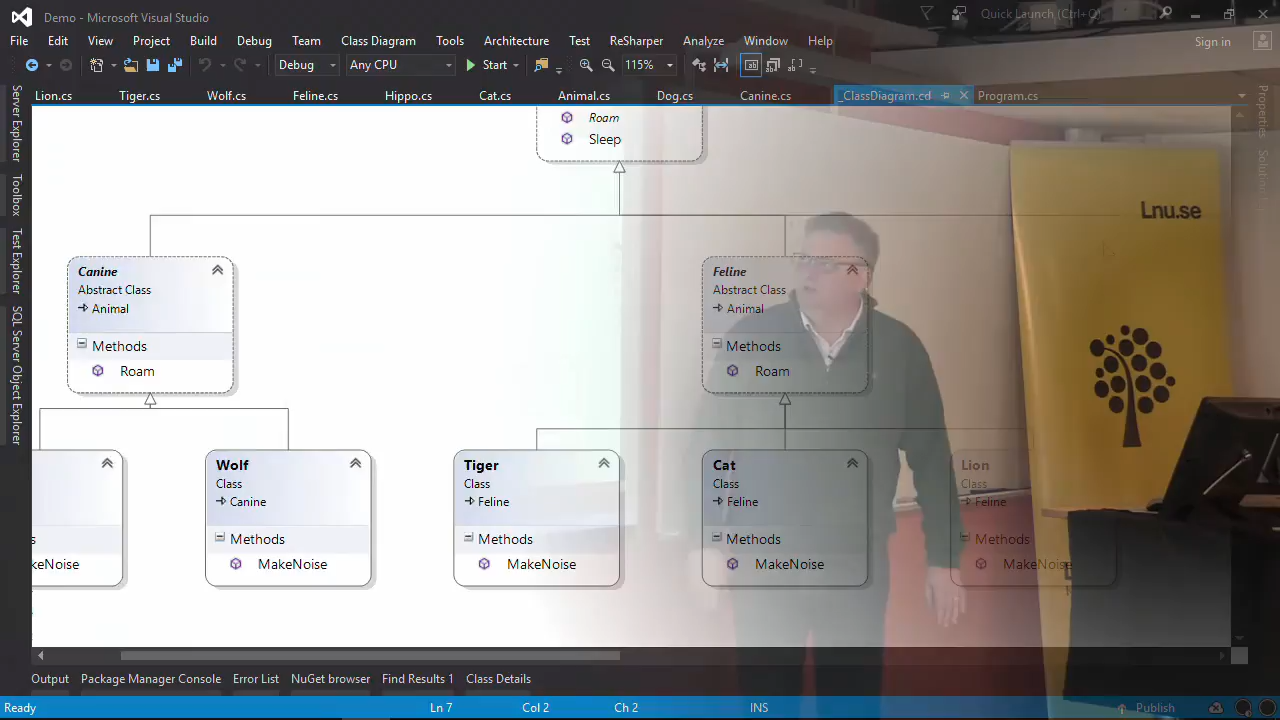 Demo - Microsoft Visual Studio
Quick Launch (Ctrl+Q)
File Edit View Project Build Debug Team Class Diagram Tools Architecture Test ReSharper Analyze Window Help
Sign in
Debug Any CPU Start 115%
Lion.cs Tiger.cs Wolf.cs Feline.cs Hippo.cs Cat.cs Animal.cs Dog.cs Canine.cs _ClassDiagram.cd Program.cs
Server Explorer
Toolbox
Test Explorer
SQL Server Object Explorer
Properties
Roam
Sleep
Lnu.se
Canine
Abstract Class
Animal
Methods
Roam
Feline
Abstract Class
Animal
Methods
Roam
Wolf
Class
Canine
Methods
MakeNoise
Tiger
Class
Feline
Methods
MakeNoise
Cat
Class
Feline
Methods
MakeNoise
Lion
Class
Feline
Methods
MakeNoise
Output Package Manager Console Error List NuGet browser Find Results 1 Class Details
Ready Ln 7 Col 2 Ch 2 INS Publish